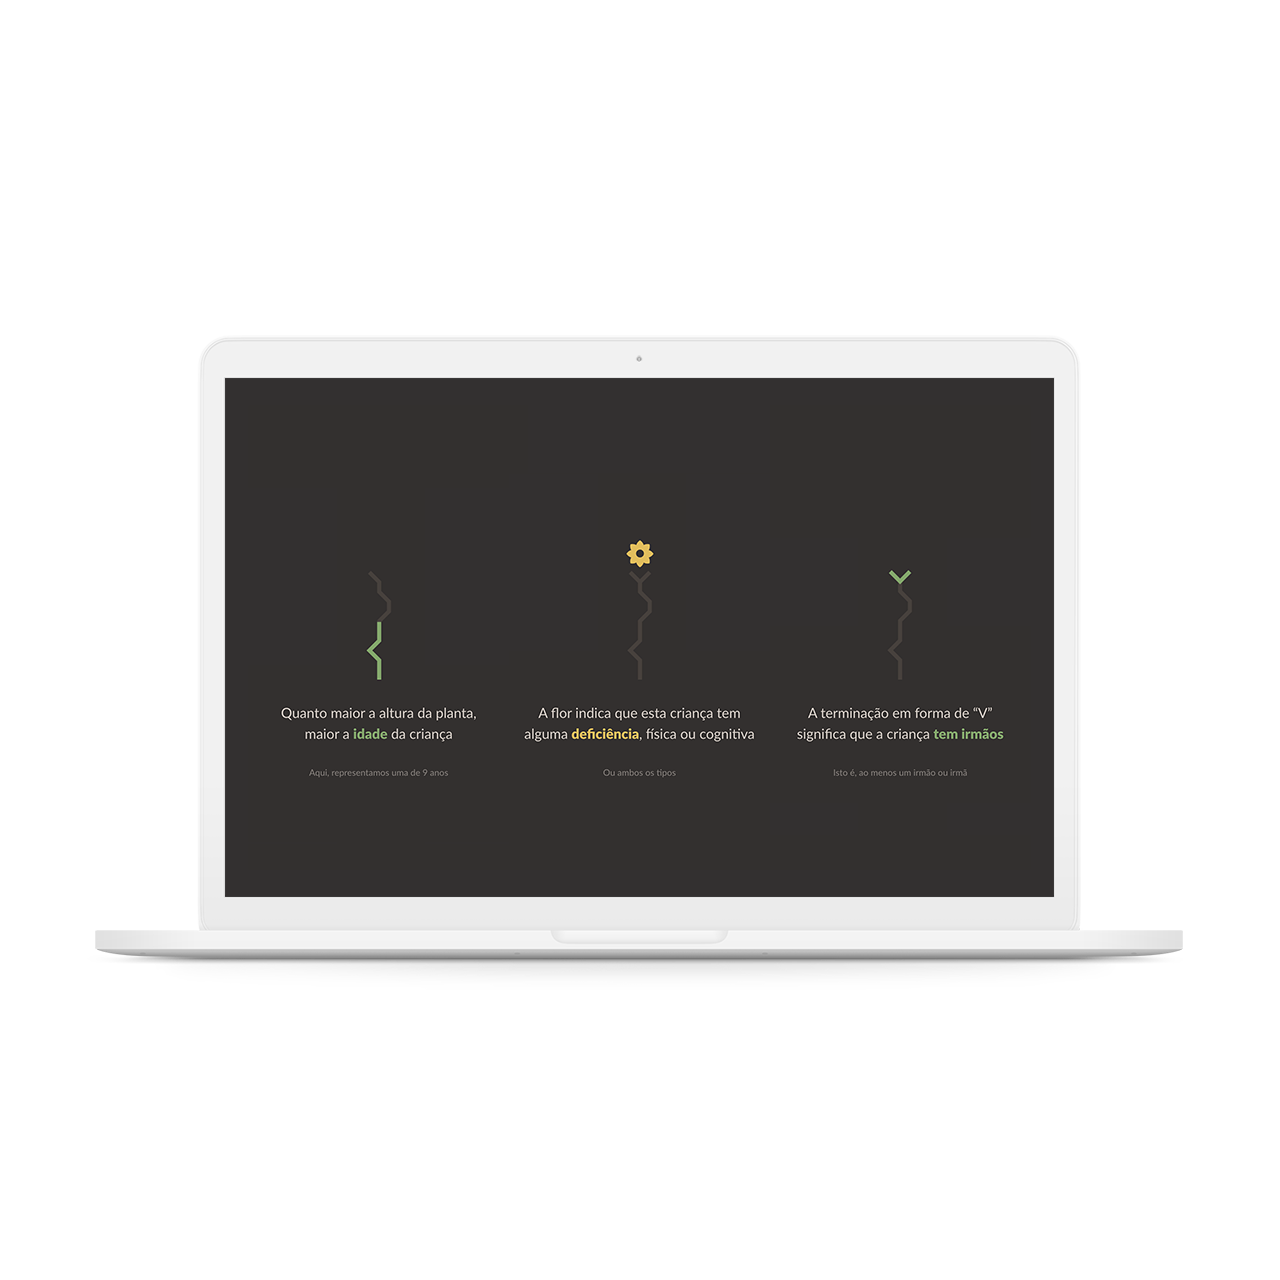 Quanto maior a altura da planta,
maior a idade da criança
Aqui, representamos uma de 9 anos
A flor indica que esta criança tem
alguma deficiência, física ou cognitiva
Ou ambos os tipos
A terminação em forma de “V”
significa que a criança tem irmãos
Isto é, ao menos um irmão ou irmã